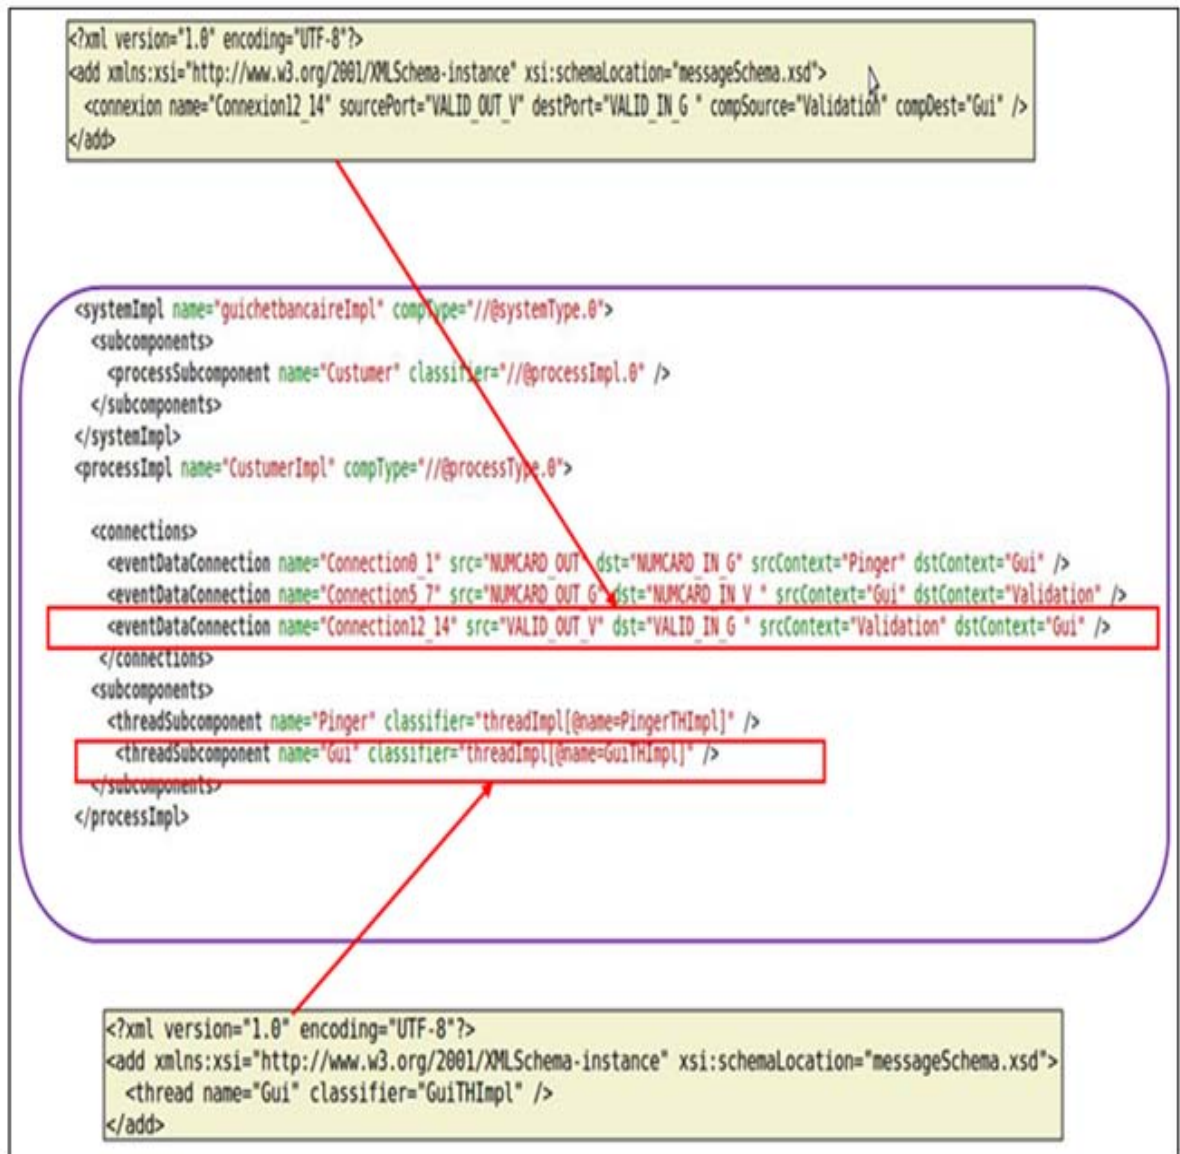 <?xml version="1.0" encoding="UTF-8"?>
<add xmlns:xsi="http://www.w3.org/2001/XMLSchema-instance" xsi:schemaLocation="messageSchema.xsd">
<connexion name="Connexion12_14" sourcePort="VALID_OUT_V" destPort="VALID_IN_G " compSource="Validation" compDest="Gui" />
</add>
<systemImpl name="guichetbancaireImpl" compType="//@systemType.0">
<subcomponents>
<processSubcomponent name="Custumer" classifier="//@processImpl.0" />
</subcomponents>
</systemImpl>
<processImpl name="CustumerImpl" compType="//@processType.0">
<connections>
<eventDataConnection name="Connection0_1" src="NUMCARD_OUT" dst="NUMCARD_IN_G" srcContext="Pinger" dstContext="Gui" />
<eventDataConnection name="Connection5_7" src="NUMCARD_OUT_G" dst="NUMCARD_IN_V " srcContext="Gui" dstContext="Validation" />
<eventDataConnection name="Connection12_14" src="VALID_OUT_V" dst="VALID_IN_G " srcContext="Validation" dstContext="Gui" />
</connections>
<subcomponents>
<threadSubcomponent name="Pinger" classifier="threadImpl[@name=PingerTHImpl]" />
<threadSubcomponent name="Gui" classifier="threadImpl[@name=GuiTHImpl]" />
</subcomponents>
</processImpl>
<?xml version="1.0" encoding="UTF-8"?>
<add xmlns:xsi="http://www.w3.org/2001/XMLSchema-instance" xsi:schemaLocation="messageSchema.xsd">
<thread name="Gui" classifier="GuiTHImpl" />
</add>